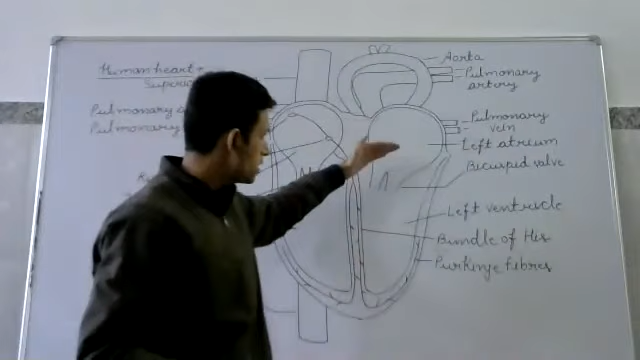 Human heart
Superi
Pulmonary a
Pulmonary
Aorta
Pulmonary
artery
Pulmonary
vein
Left atrium
Bicuspid valve
Left ventricle
Bundle of His
Purkinje fibres